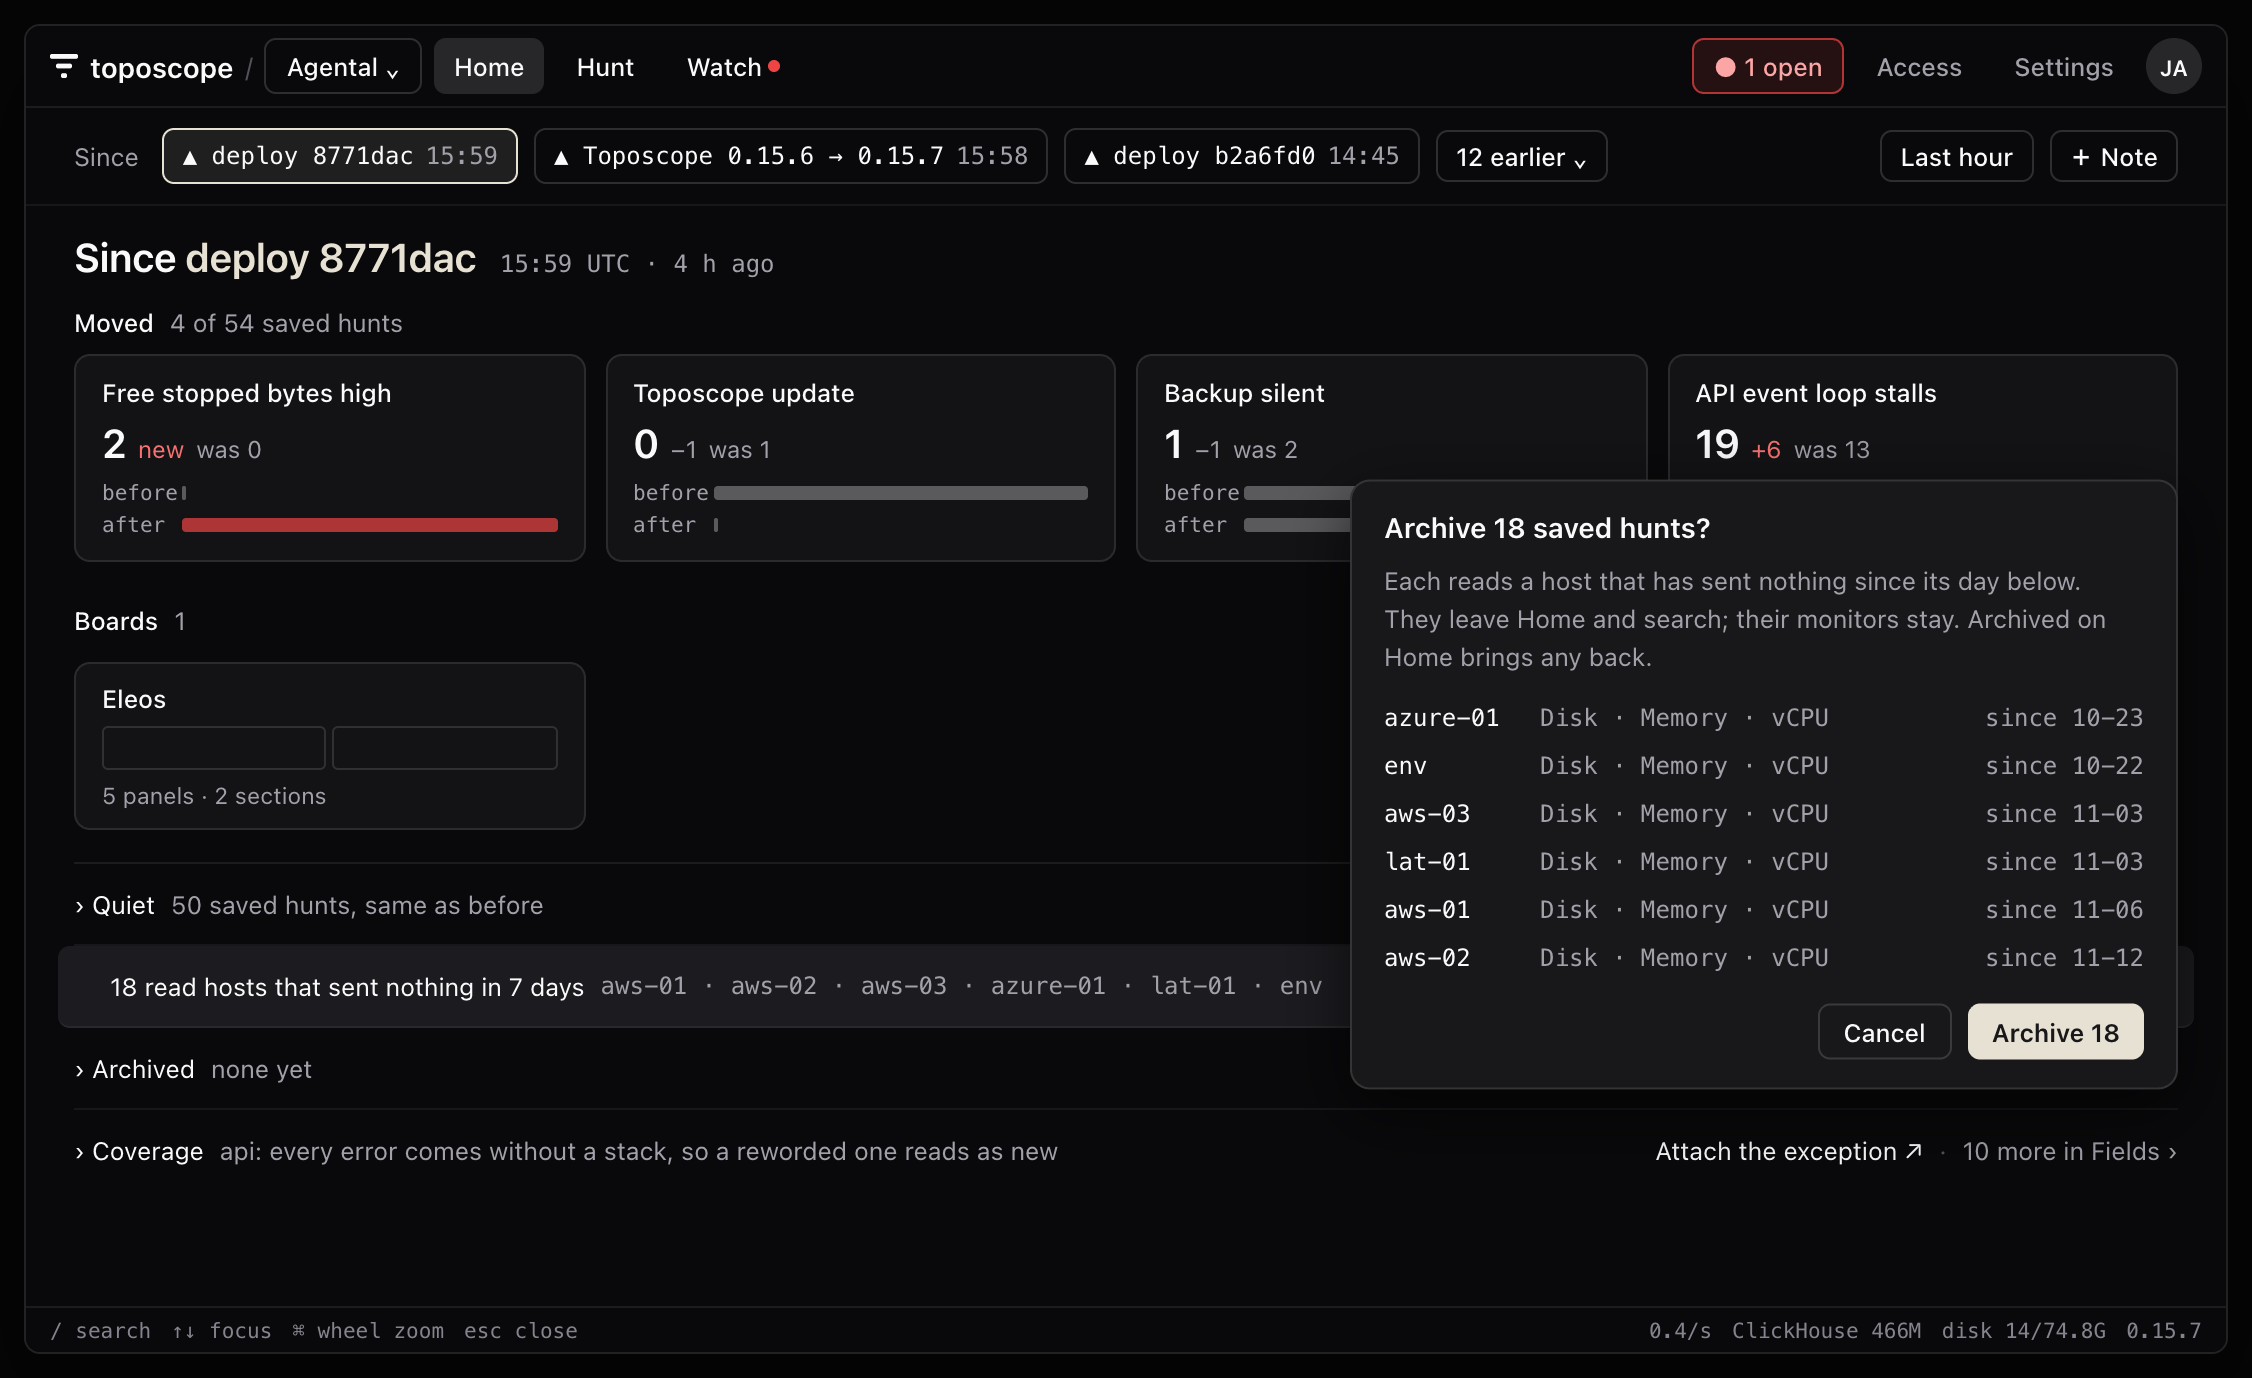 toposcope / Agental ⌄ Home Hunt Watch 1 open Access Settings JA
Since ▲ deploy 8771dac 15:59 ▲ Toposcope 0.15.6 → 0.15.7 15:58 ▲ deploy b2a6fd0 14:45 12 earlier ⌄ Last hour + Note
Since deploy 8771dac 15:59 UTC · 4 h ago
Moved 4 of 54 saved hunts
Free stopped bytes high
2 new was 0
before
after
Toposcope update
0 −1 was 1
before
after
Backup silent
1 −1 was 2
before
after
API event loop stalls
19 +6 was 13
Boards 1
Eleos
5 panels · 2 sections
› Quiet 50 saved hunts, same as before
18 read hosts that sent nothing in 7 days aws-01 · aws-02 · aws-03 · azure-01 · lat-01 · env
› Archived none yet
› Coverage api: every error comes without a stack, so a reworded one reads as new Attach the exception ↗ · 10 more in Fields ›
Archive 18 saved hunts?
Each reads a host that has sent nothing since its day below.
They leave Home and search; their monitors stay. Archived on
Home brings any back.
azure-01 Disk · Memory · vCPU since 10-23
env Disk · Memory · vCPU since 10-22
aws-03 Disk · Memory · vCPU since 11-03
lat-01 Disk · Memory · vCPU since 11-03
aws-01 Disk · Memory · vCPU since 11-06
aws-02 Disk · Memory · vCPU since 11-12
Cancel Archive 18
/ search ↑↓ focus ⌘ wheel zoom esc close 0.4/s ClickHouse 466M disk 14/74.8G 0.15.7